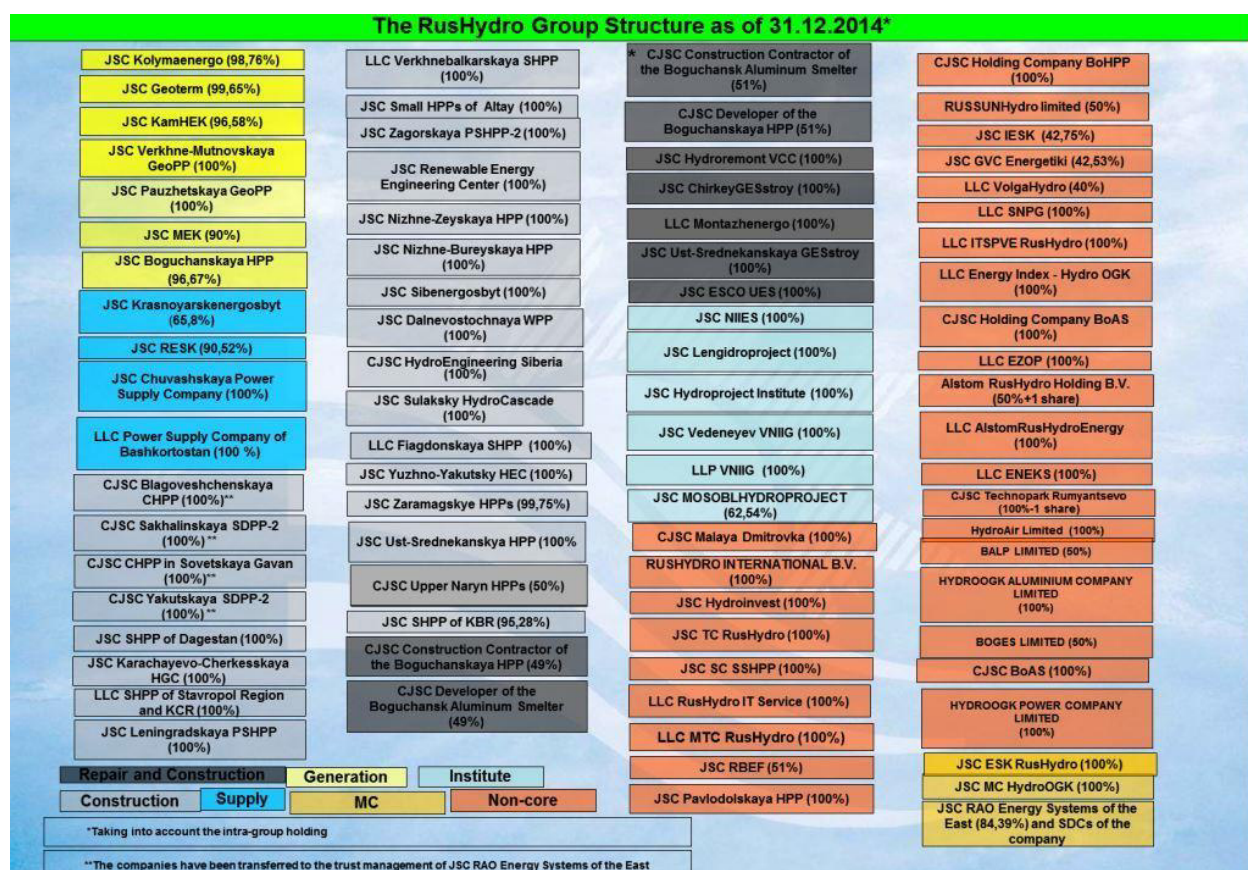 The RusHydro Group Structure as of 31.12.2014*
JSC Kolymaenergo (98,76%)
JSC Geoterm (99,65%)
JSC KamHEK (96,58%)
JSC Verkhne-Mutnovskaya
GeoPP (100%)
JSC Pauzhetskaya GeoPP
(100%)
JSC MEK (90%)
JSC Boguchanskaya HPP
(96,67%)
JSC Krasnoyarskenergosbyt
(65,8%)
JSC RESK (90,52%)
JSC Chuvashskaya Power
Supply Company (100%)
LLC Power Supply Company of
Bashkortostan (100 %)
CJSC Blagoveshchenskaya
CHPP (100%)**
CJSC Sakhalinskaya SDPP-2
(100%) **
CJSC CHPP in Sovetskaya Gavan
(100%)**
CJSC Yakutskaya SDPP-2
(100%) **
JSC SHPP of Dagestan (100%)
JSC Karachayevo-Cherkesskaya
HGC (100%)
LLC SHPP of Stavropol Region
and KCR (100%)
JSC Leningradskaya PSHPP
(100%)
LLC Verkhnebalkarskaya SHPP
(100%)
JSC Small HPPs of Altay (100%)
JSC Zagorskaya PSHPP-2 (100%)
JSC Renewable Energy
Engineering Center (100%)
JSC Nizhne-Zeyskaya HPP (100%)
JSC Nizhne-Bureyskaya HPP
(100%)
JSC Sibenergosbyt (100%)
JSC Dalnevostochnaya WPP
(100%)
CJSC HydroEngineering Siberia
(100%)
JSC Sulaksky HydroCascade
(100%)
LLC Fiagdonskaya SHPP (100%)
JSC Yuzhno-Yakutsky HEC (100%)
JSC Zaramagskye HPPs (99,75%)
JSC Ust-Srednekanskya HPP (100%
CJSC Upper Naryn HPPs (50%)
JSC SHPP of KBR (95,28%)
CJSC Construction Contractor
of the Boguchanskaya HPP (49%)
CJSC Developer of the
Boguchansk Aluminum Smelter
(49%)
* CJSC Construction Contractor of
the Boguchansk Aluminum Smelter
(51%)
CJSC Developer of the
Boguchanskaya HPP (51%)
JSC Hydroremont VCC (100%)
JSC ChirkeyGESstroy (100%)
LLC Montazhenergo (100%)
JSC Ust-Srednekanskaya GESstroy
(100%)
JSC ESCO UES (100%)
JSC NIIES (100%)
JSC Lengidroproject (100%)
JSC Hydroproject Institute (100%)
JSC Vedeneyev VNIIG (100%)
LLP VNIIG (100%)
JSC MOSOBLHYDROPROJECT
(62,54%)
CJSC Malaya Dmitrovka (100%)
RUSHYDRO INTERNATIONAL B.V.
(100%)
JSC Hydroinvest (100%)
JSC TC RusHydro (100%)
JSC SC SSHPP (100%)
LLC RusHydro IT Service (100%)
LLC MTC RusHydro (100%)
JSC RBEF (51%)
JSC Pavlodolskaya HPP (100%)
CJSC Holding Company BoHPP
(100%)
RUSSUNHydro limited (50%)
JSC IESK (42,75%)
JSC GVC Energetiki (42,53%)
LLC VolgaHydro (40%)
LLC SNPG (100%)
LLC ITSPVE RusHydro (100%)
LLC Energy Index - Hydro OGK
(100%)
CJSC Holding Company BoAS
(100%)
LLC EZOP (100%)
Alstom RusHydro Holding B.V.
(50%+1 share)
LLC AlstomRusHydroEnergy
(100%)
LLC ENEKS (100%)
CJSC Technopark Rumyantsevo
(100%-1 share)
HydroAir Limited (100%)
BALP LIMITED (50%)
HYDROOGK ALUMINIUM COMPANY
LIMITED
(100%)
BOGES LIMITED (50%)
CJSC BoAS (100%)
HYDROOGK POWER COMPANY
LIMITED
(100%)
JSC ESK RusHydro (100%)
JSC MC HydroOGK (100%)
JSC RAO Energy Systems of the
East (84,39%) and SDCs of the
company
Repair and Construction
Generation
Institute
Construction
Supply
MC
Non-core
*Taking into account the intra-group holding
**The companies have been transferred to the trust management of JSC RAO Energy Systems of the East